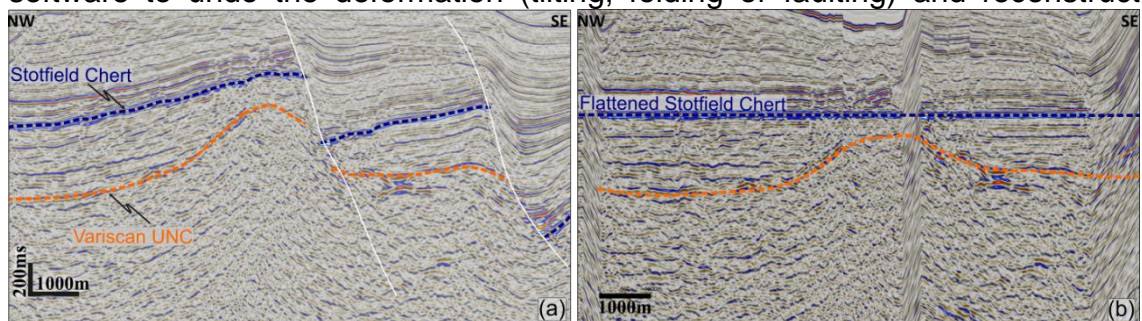 software to undo the deformation (tilting, folding or faulting) and reconstruct
NW
SE
Stotfield Chert
Variscan UNC
200ms
1000m
(a)
NW
SE
Flattened Stotfield Chert
1000m
(b)